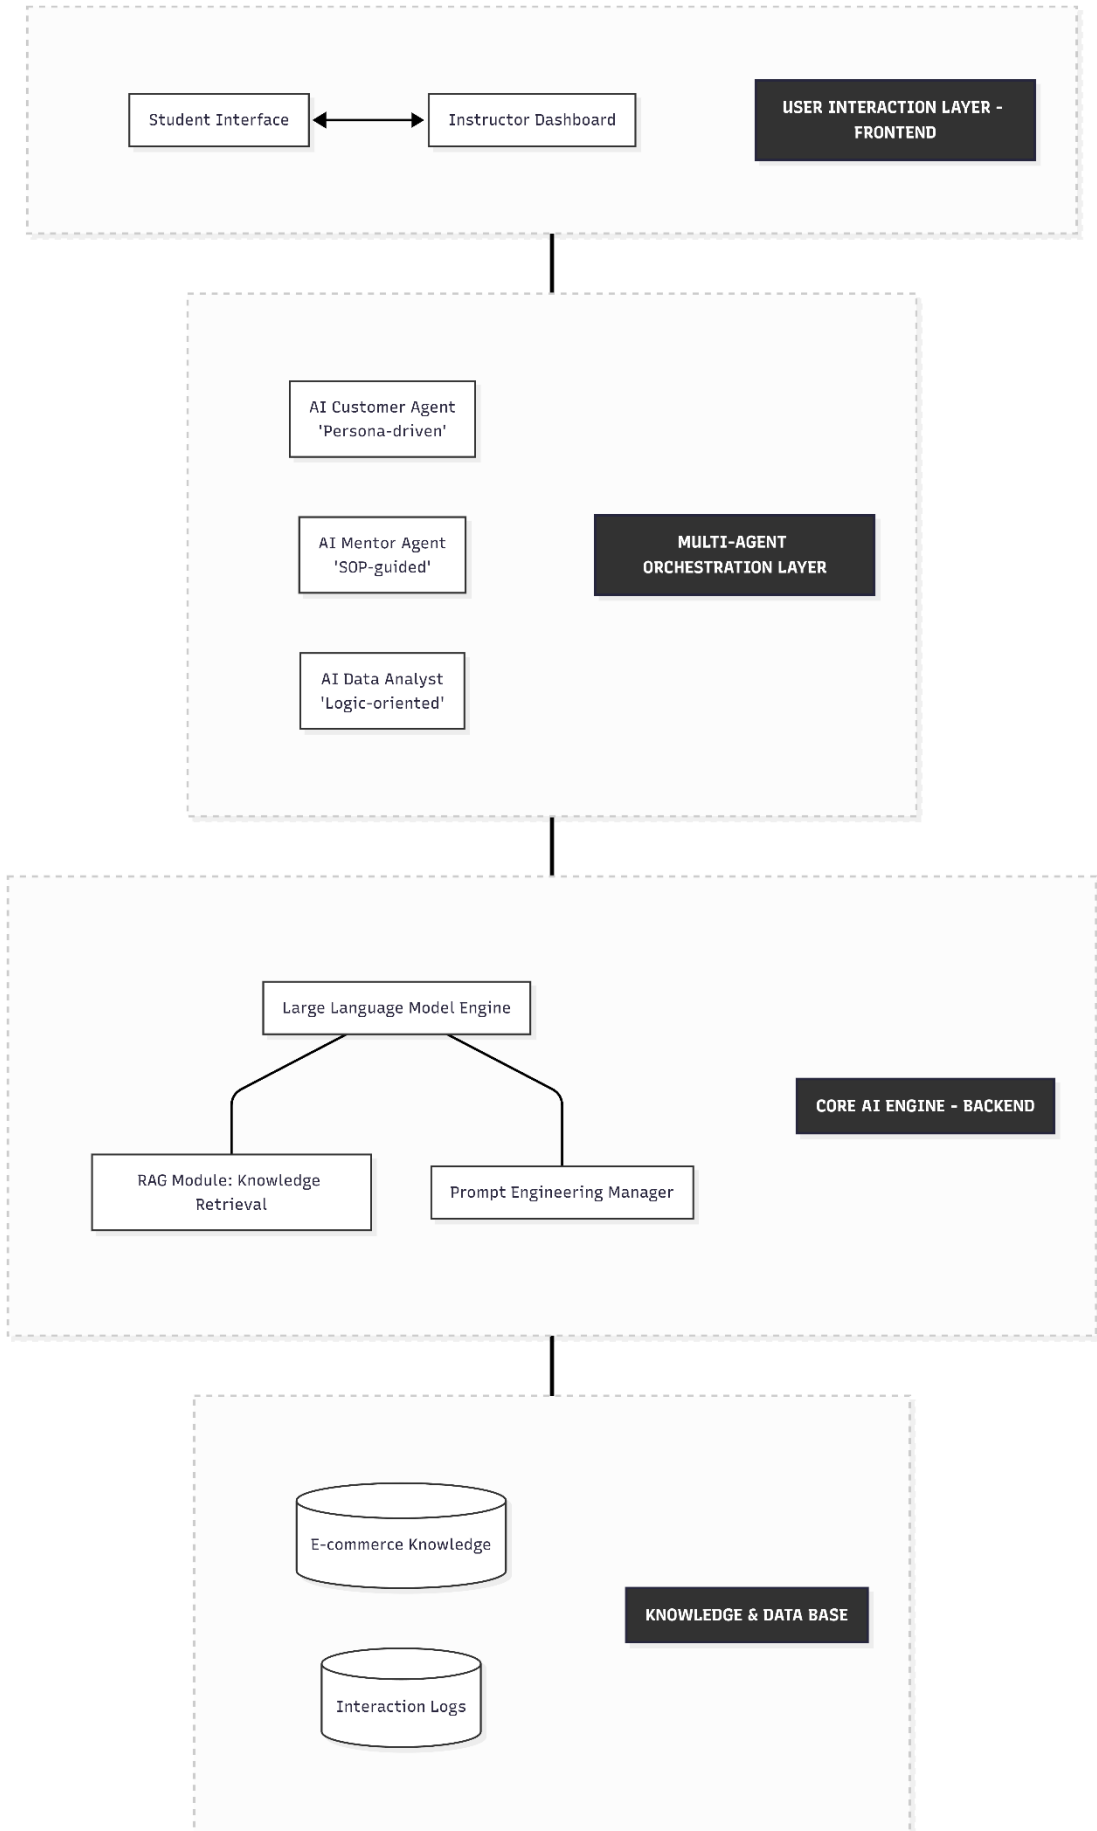 Student Interface
Instructor Dashboard
USER INTERACTION LAYER -
FRONTEND
AI Customer Agent
'Persona-driven'
AI Mentor Agent
'SOP-guided'
MULTI-AGENT
ORCHESTRATION LAYER
AI Data Analyst
'Logic-oriented'
Large Language Model Engine
CORE AI ENGINE - BACKEND
RAG Module: Knowledge
Retrieval
Prompt Engineering Manager
E-commerce Knowledge
KNOWLEDGE & DATA BASE
Interaction Logs